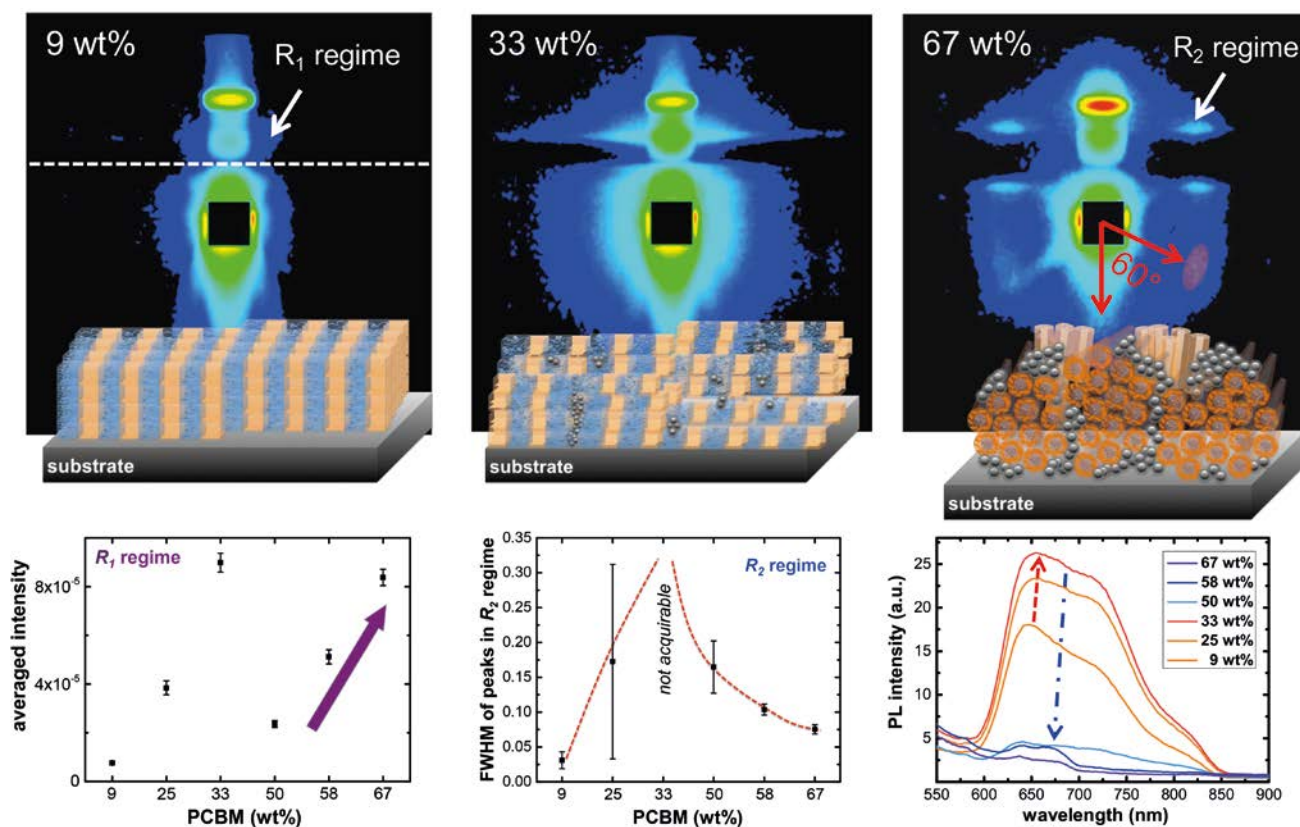 9 wt%
R₁ regime
substrate
33 wt%
substrate
67 wt%
R₂ regime
60°
substrate
R₁ regime
averaged intensity
8x10⁻⁵
4x10⁻⁵
0
9 25 33 50 58 67
PCBM (wt%)
R₂ regime
not acquirable
FWHM of peaks in R₂ regime
0.35
0.30
0.25
0.20
0.15
0.10
0.05
0.00
9 25 33 50 58 67
PCBM (wt%)
PL intensity (a.u.)
25
20
15
10
5
67 wt%
58 wt%
50 wt%
33 wt%
25 wt%
9 wt%
550 600 650 700 750 800 850 900
wavelength (nm)